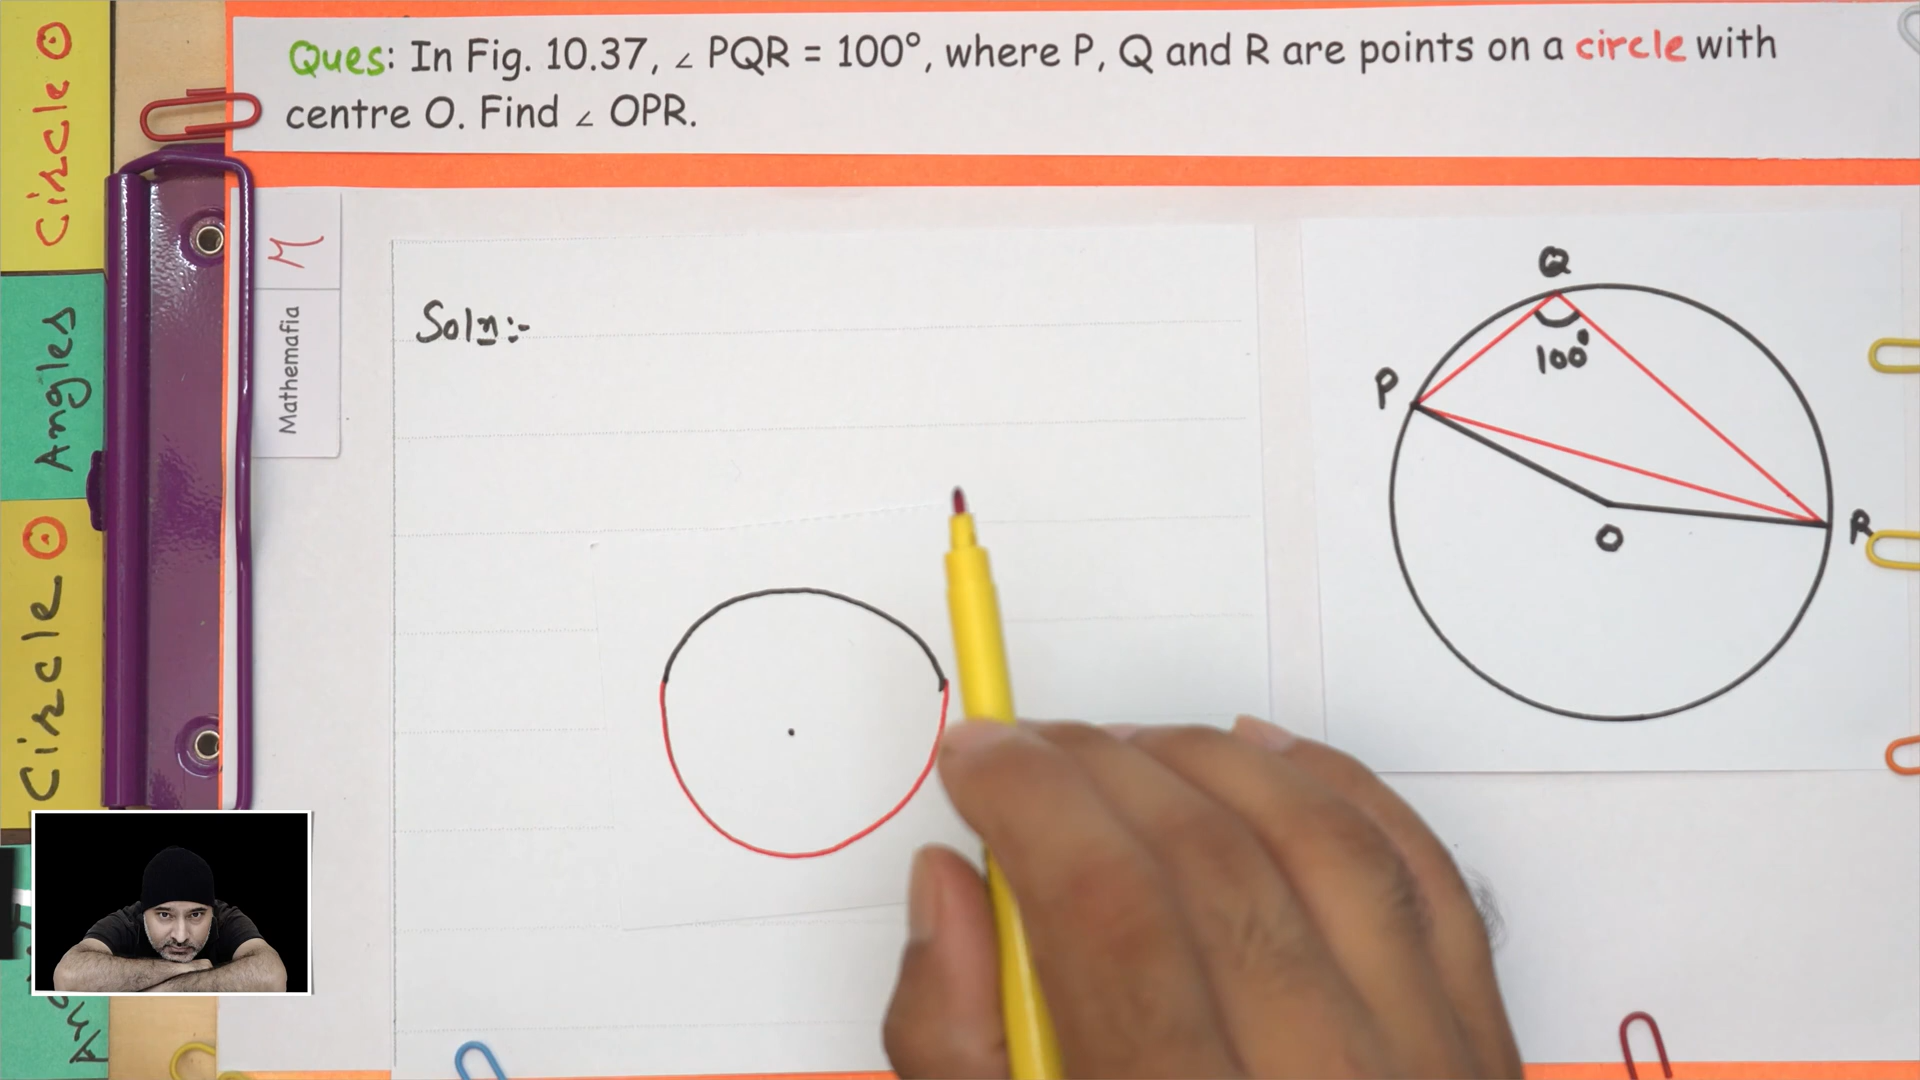 Ques: In Fig. 10.37, ∠ PQR = 100°, where P, Q and R are points on a circle with
centre O. Find ∠ OPR.
Circle
Angles
Circle
M
Mathemafia
Soln:-
Q
100°
P
O
R